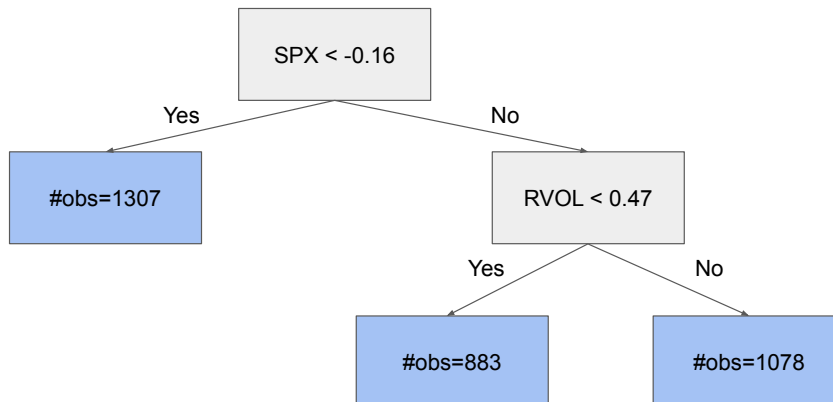 SPX < -0.16
Yes
No
#obs=1307
RVOL < 0.47
Yes
No
#obs=883
#obs=1078